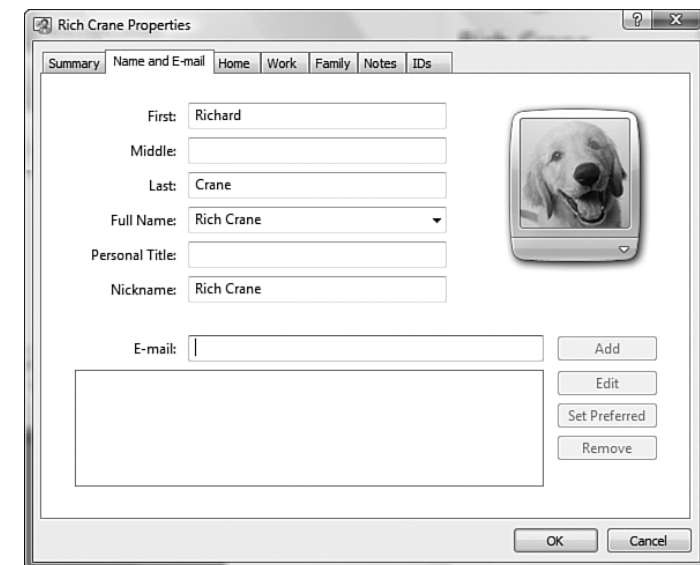 Rich Crane Properties
Summary Name and E-mail Home Work Family Notes IDs
First: Richard
Middle:
Last: Crane
Full Name: Rich Crane
Personal Title:
Nickname: Rich Crane
E-mail:
Add
Edit
Set Preferred
Remove
OK Cancel